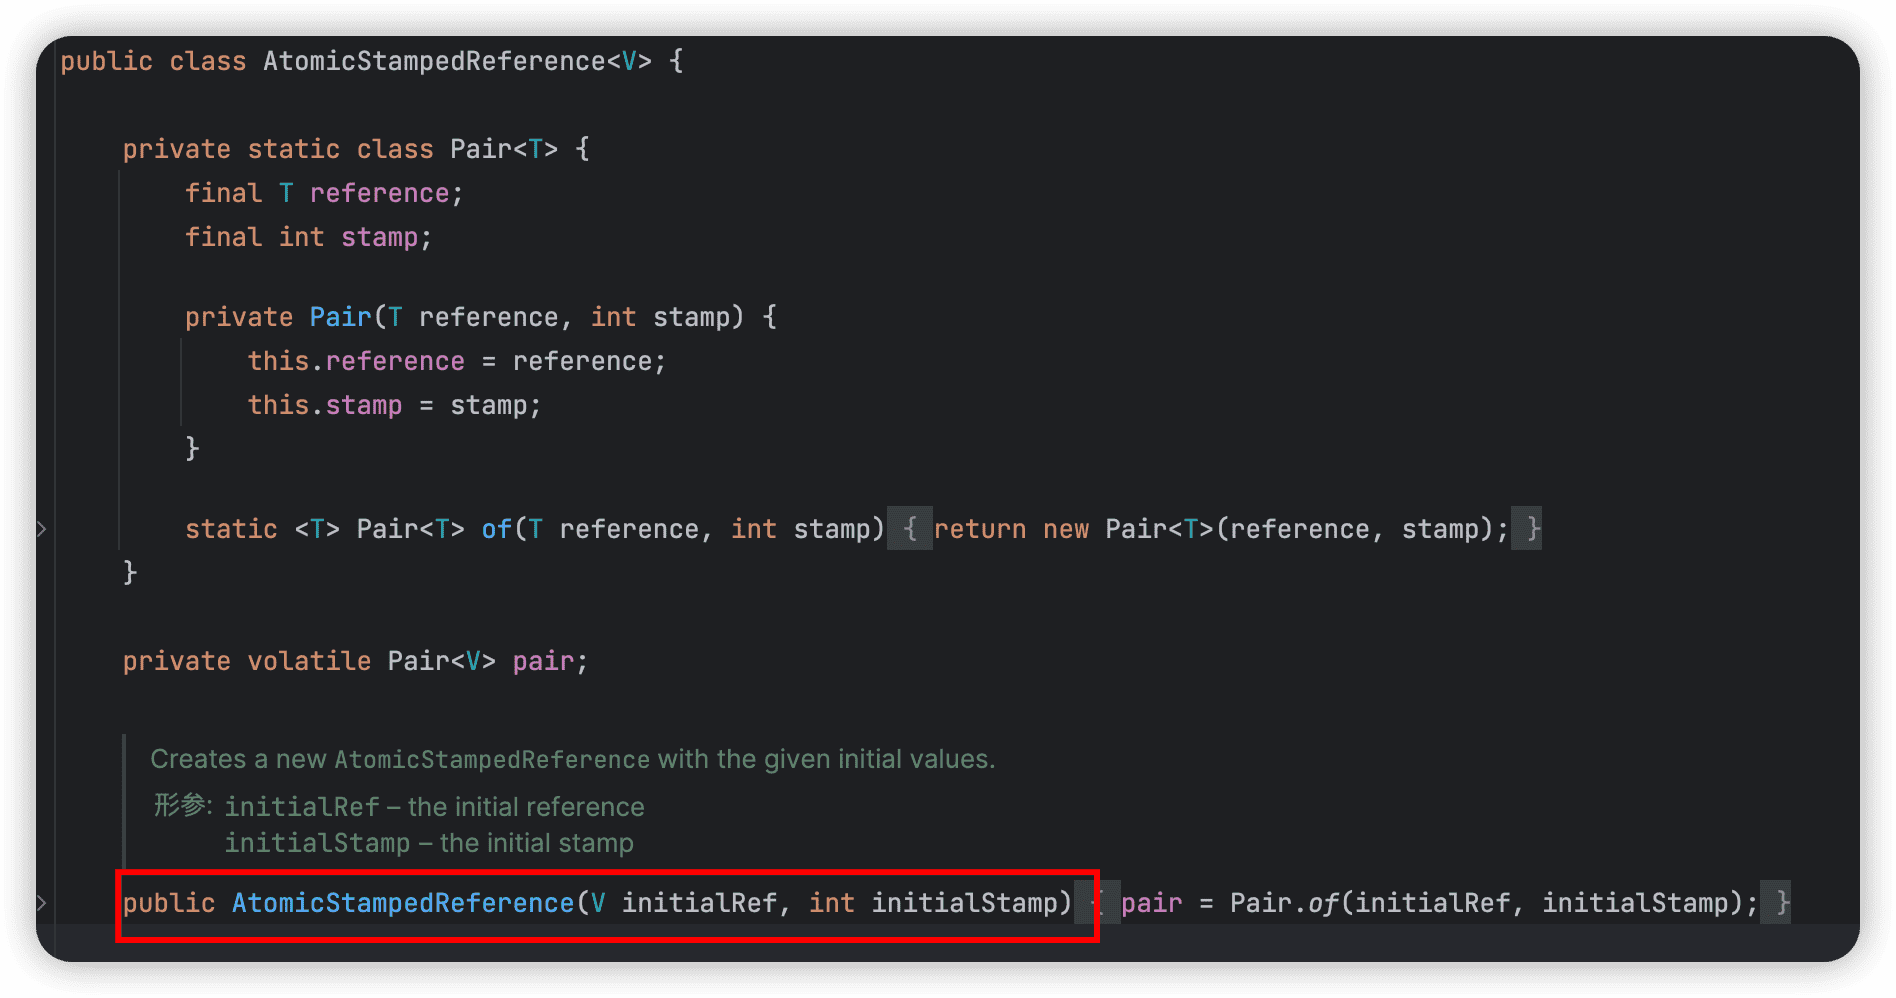 public class AtomicStampedReference<V> {
private static class Pair<T> {
final T reference;
final int stamp;
private Pair(T reference, int stamp) {
this.reference = reference;
this.stamp = stamp;
}
static <T> Pair<T> of(T reference, int stamp) { return new Pair<T>(reference, stamp); }
}
private volatile Pair<V> pair;
Creates a new AtomicStampedReference with the given initial values.
形参: initialRef – the initial reference
initialStamp – the initial stamp
public AtomicStampedReference(V initialRef, int initialStamp) { pair = Pair.of(initialRef, initialStamp); }